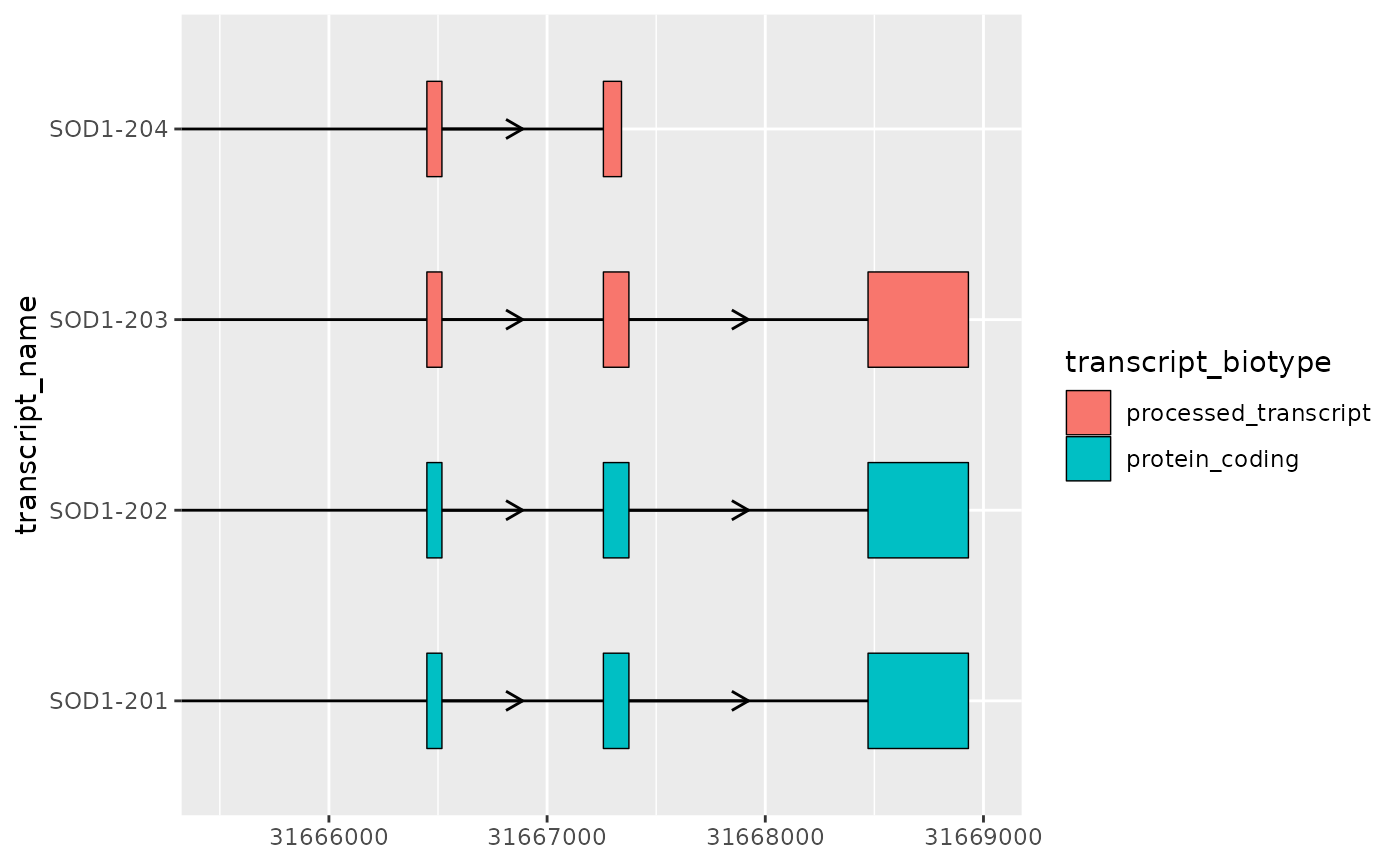 transcript_name
SOD1-204
SOD1-203
SOD1-202
SOD1-201
31666000
31667000
31668000
31669000
transcript_biotype
processed_transcript
protein_coding